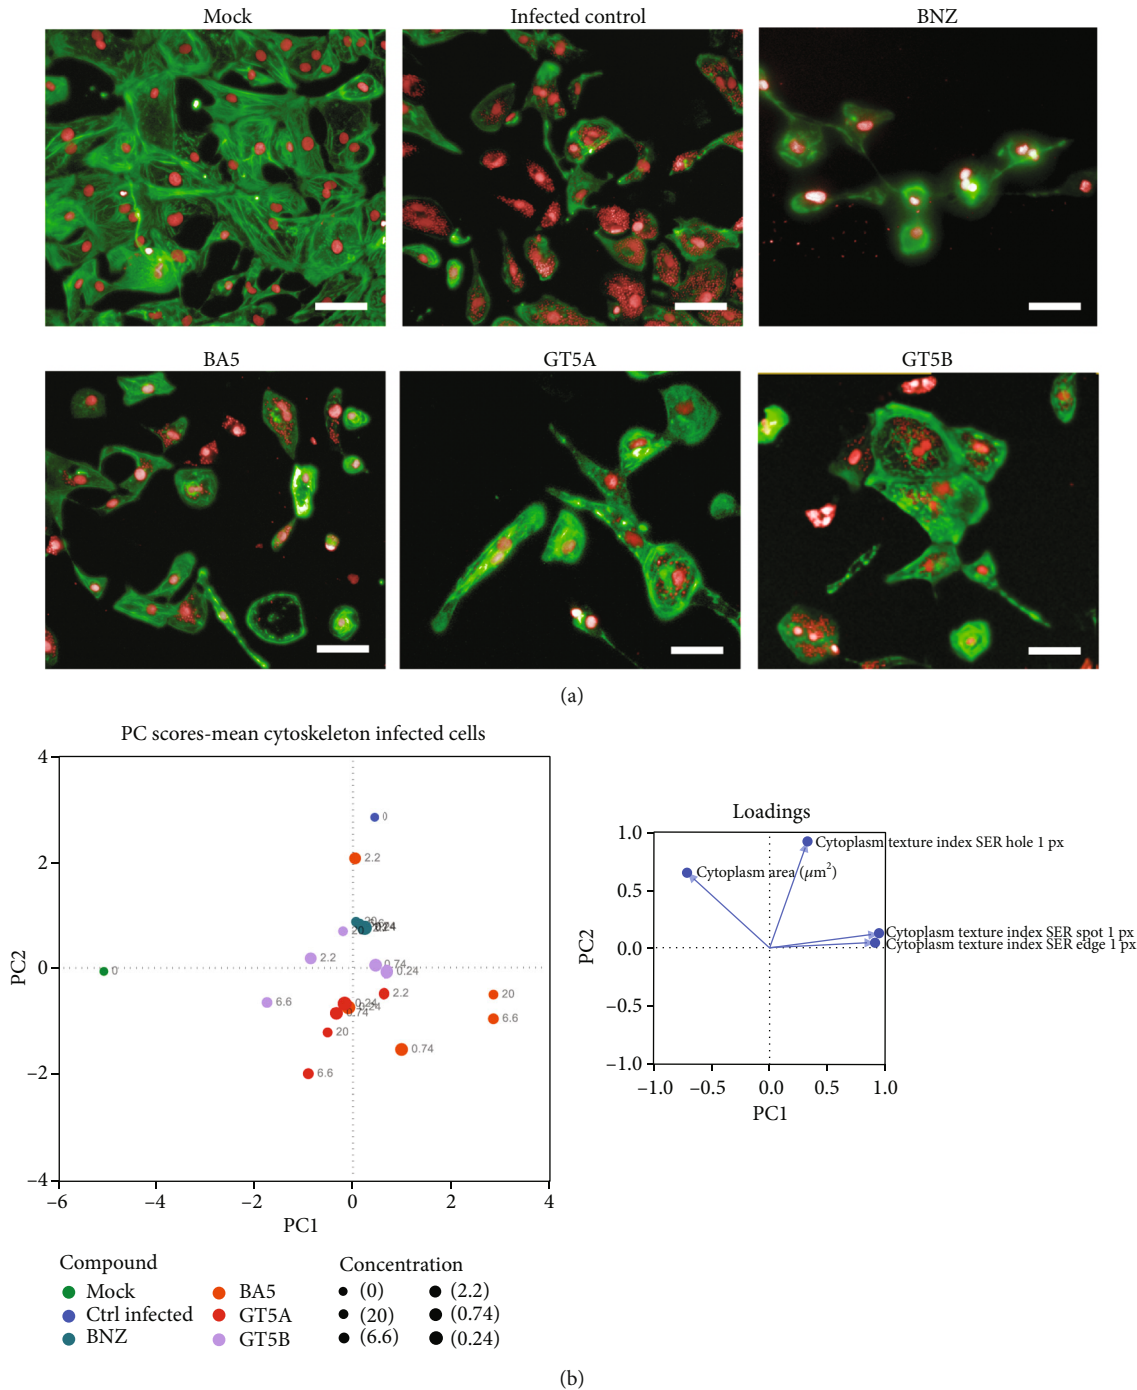 Mock
Infected control
BNZ
BA5
GT5A
GT5B
(a)
PC scores-mean cytoskeleton infected cells
4
2
0
−2
−4
PC2
−6
−4
−2
0
2
4
PC1
0
2.2
20
0.24
20
2.2
0.74
0.24
0
6.6
2.2
20
0.24
0.24
0.74
6.6
20
0.74
6.6
Loadings
1.0
0.5
0.0
−0.5
−1.0
PC2
Cytoplasm texture index SER hole 1 px
Cytoplasm area (μm²)
Cytoplasm texture index SER spot 1 px
Cytoplasm texture index SER edge 1 px
−1.0
−0.5
0.0
0.5
1.0
PC1
Compound
Mock
Ctrl infected
BNZ
BA5
GT5A
GT5B
Concentration
(0)
(20)
(6.6)
(2.2)
(0.74)
(0.24)
(b)